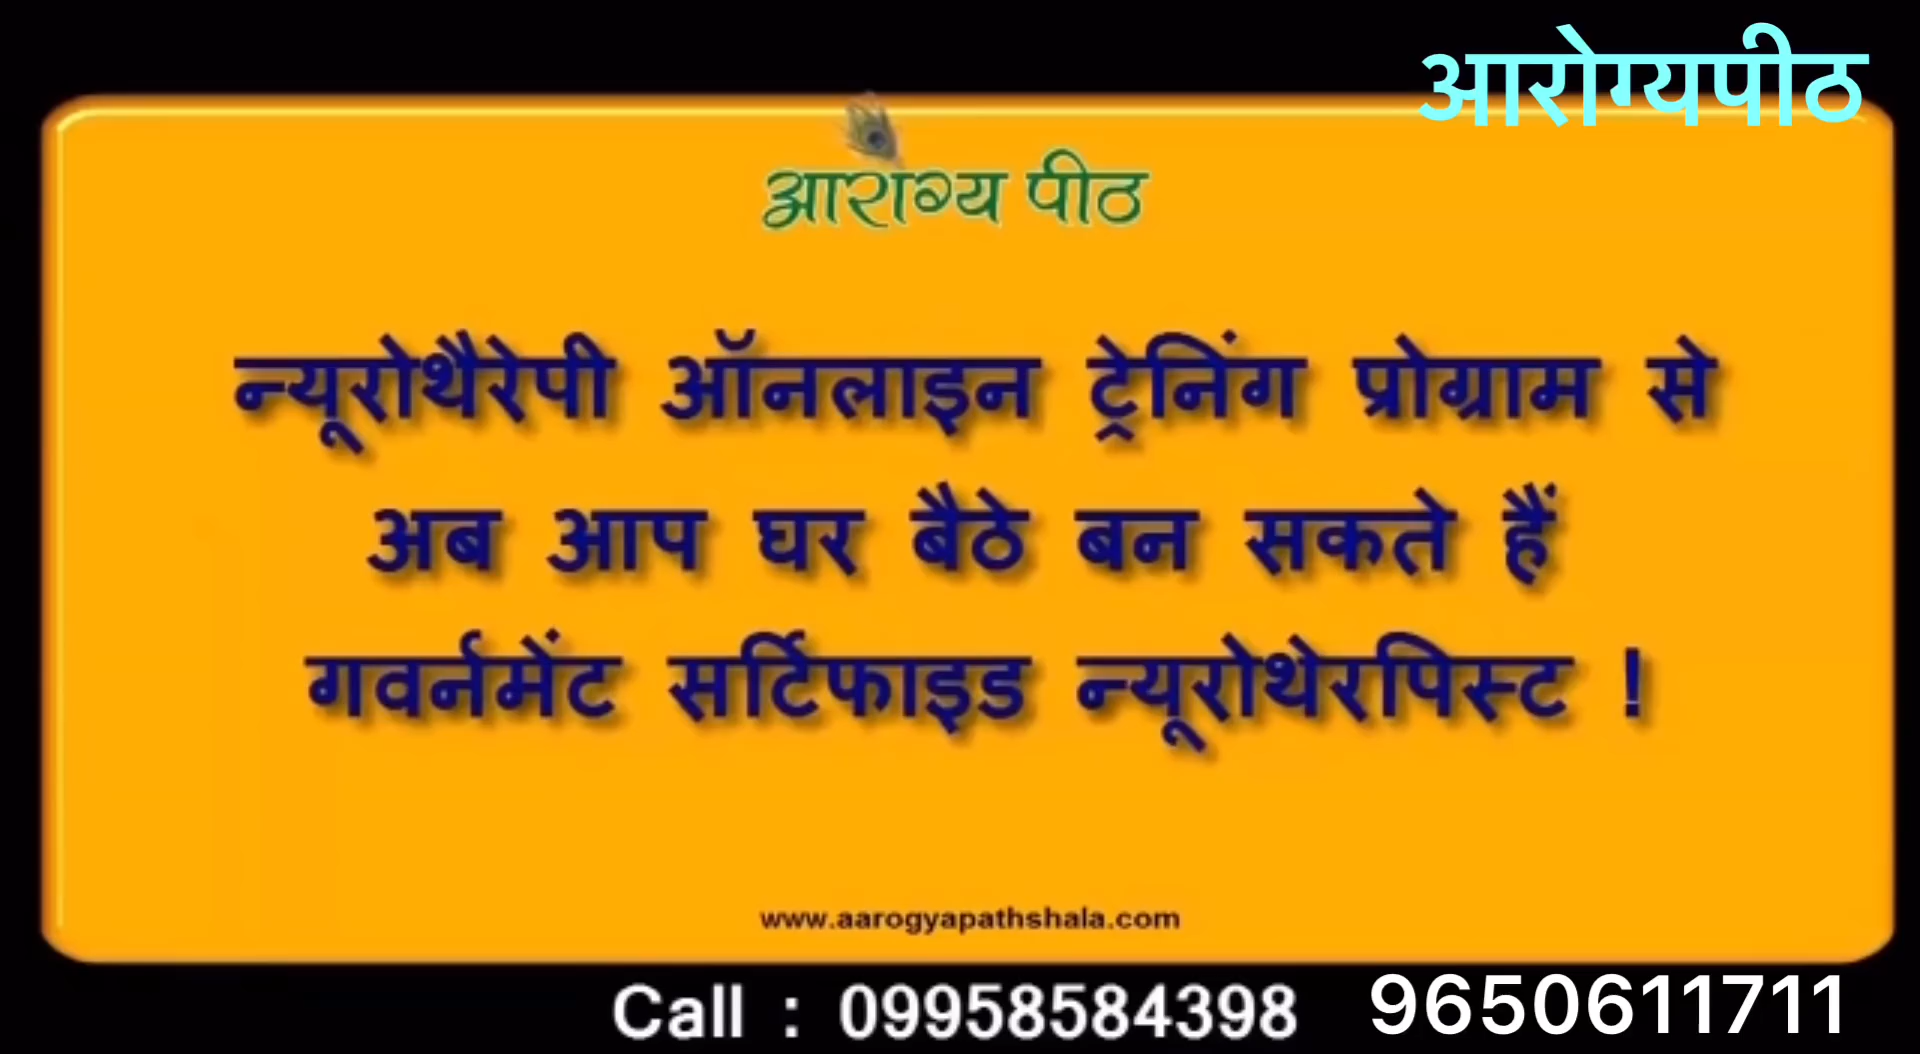 आरोग्यपीठ
आरोग्य पीठ
न्यूरोथैरेपी ऑनलाइन ट्रेनिंग प्रोग्राम से
अब आप घर बैठे बन सकते हैं
गवर्नमेंट सर्टिफाइड न्यूरोथेरपिस्ट !
www.aarogyapathshala.com
Call : 09958584398 9650611711